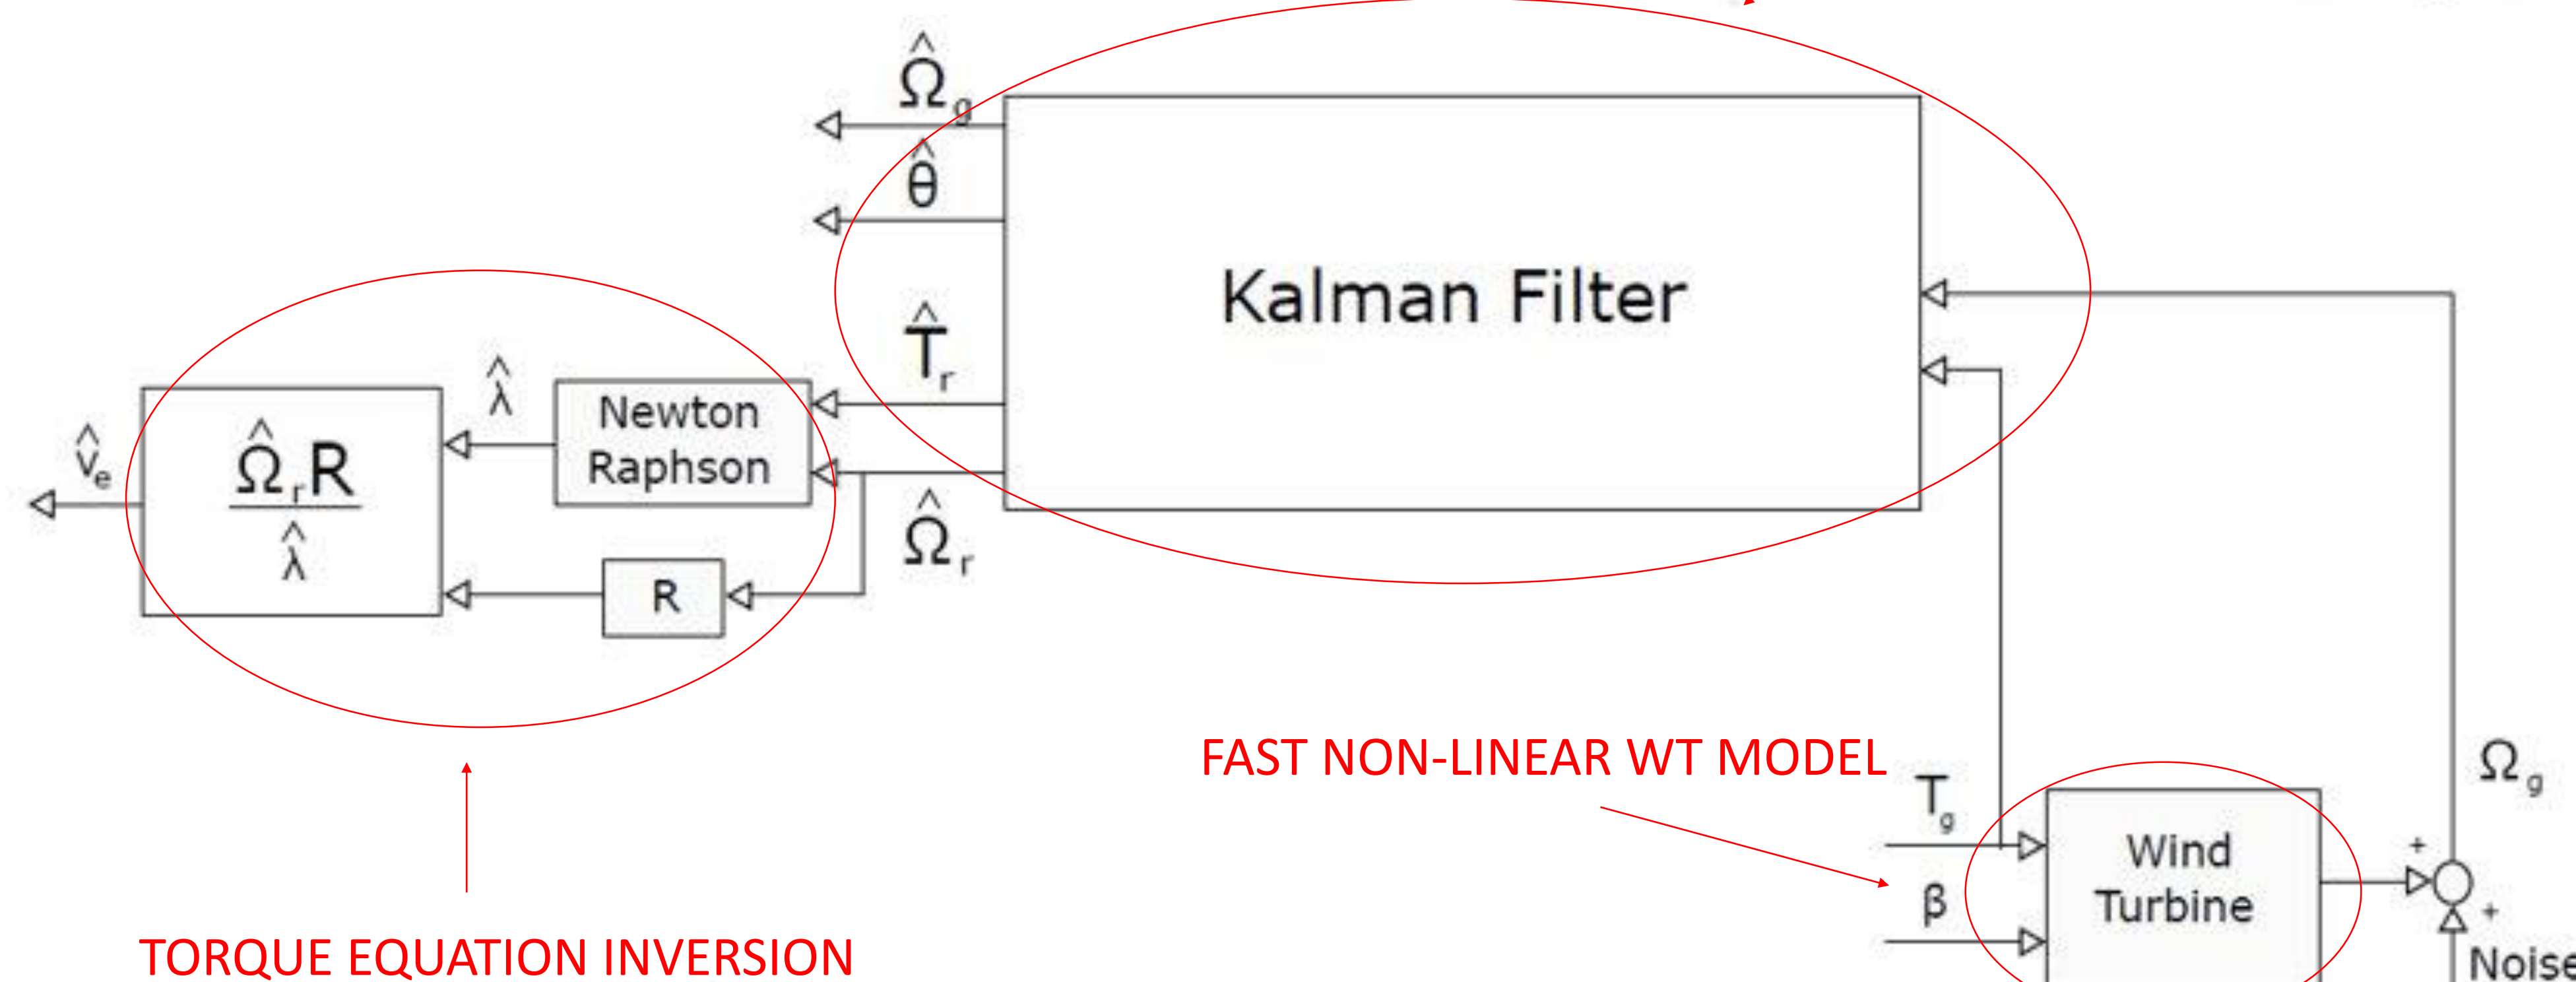 Ω̂g
θ̂
Kalman Filter
T̂r
λ̂
Newton
Raphson
v̂e
Ω̂rR
λ̂
Ω̂r
R
FAST NON-LINEAR WT MODEL
Ωg
Tg
+
Wind
Turbine
β
+
TORQUE EQUATION INVERSION
Noise